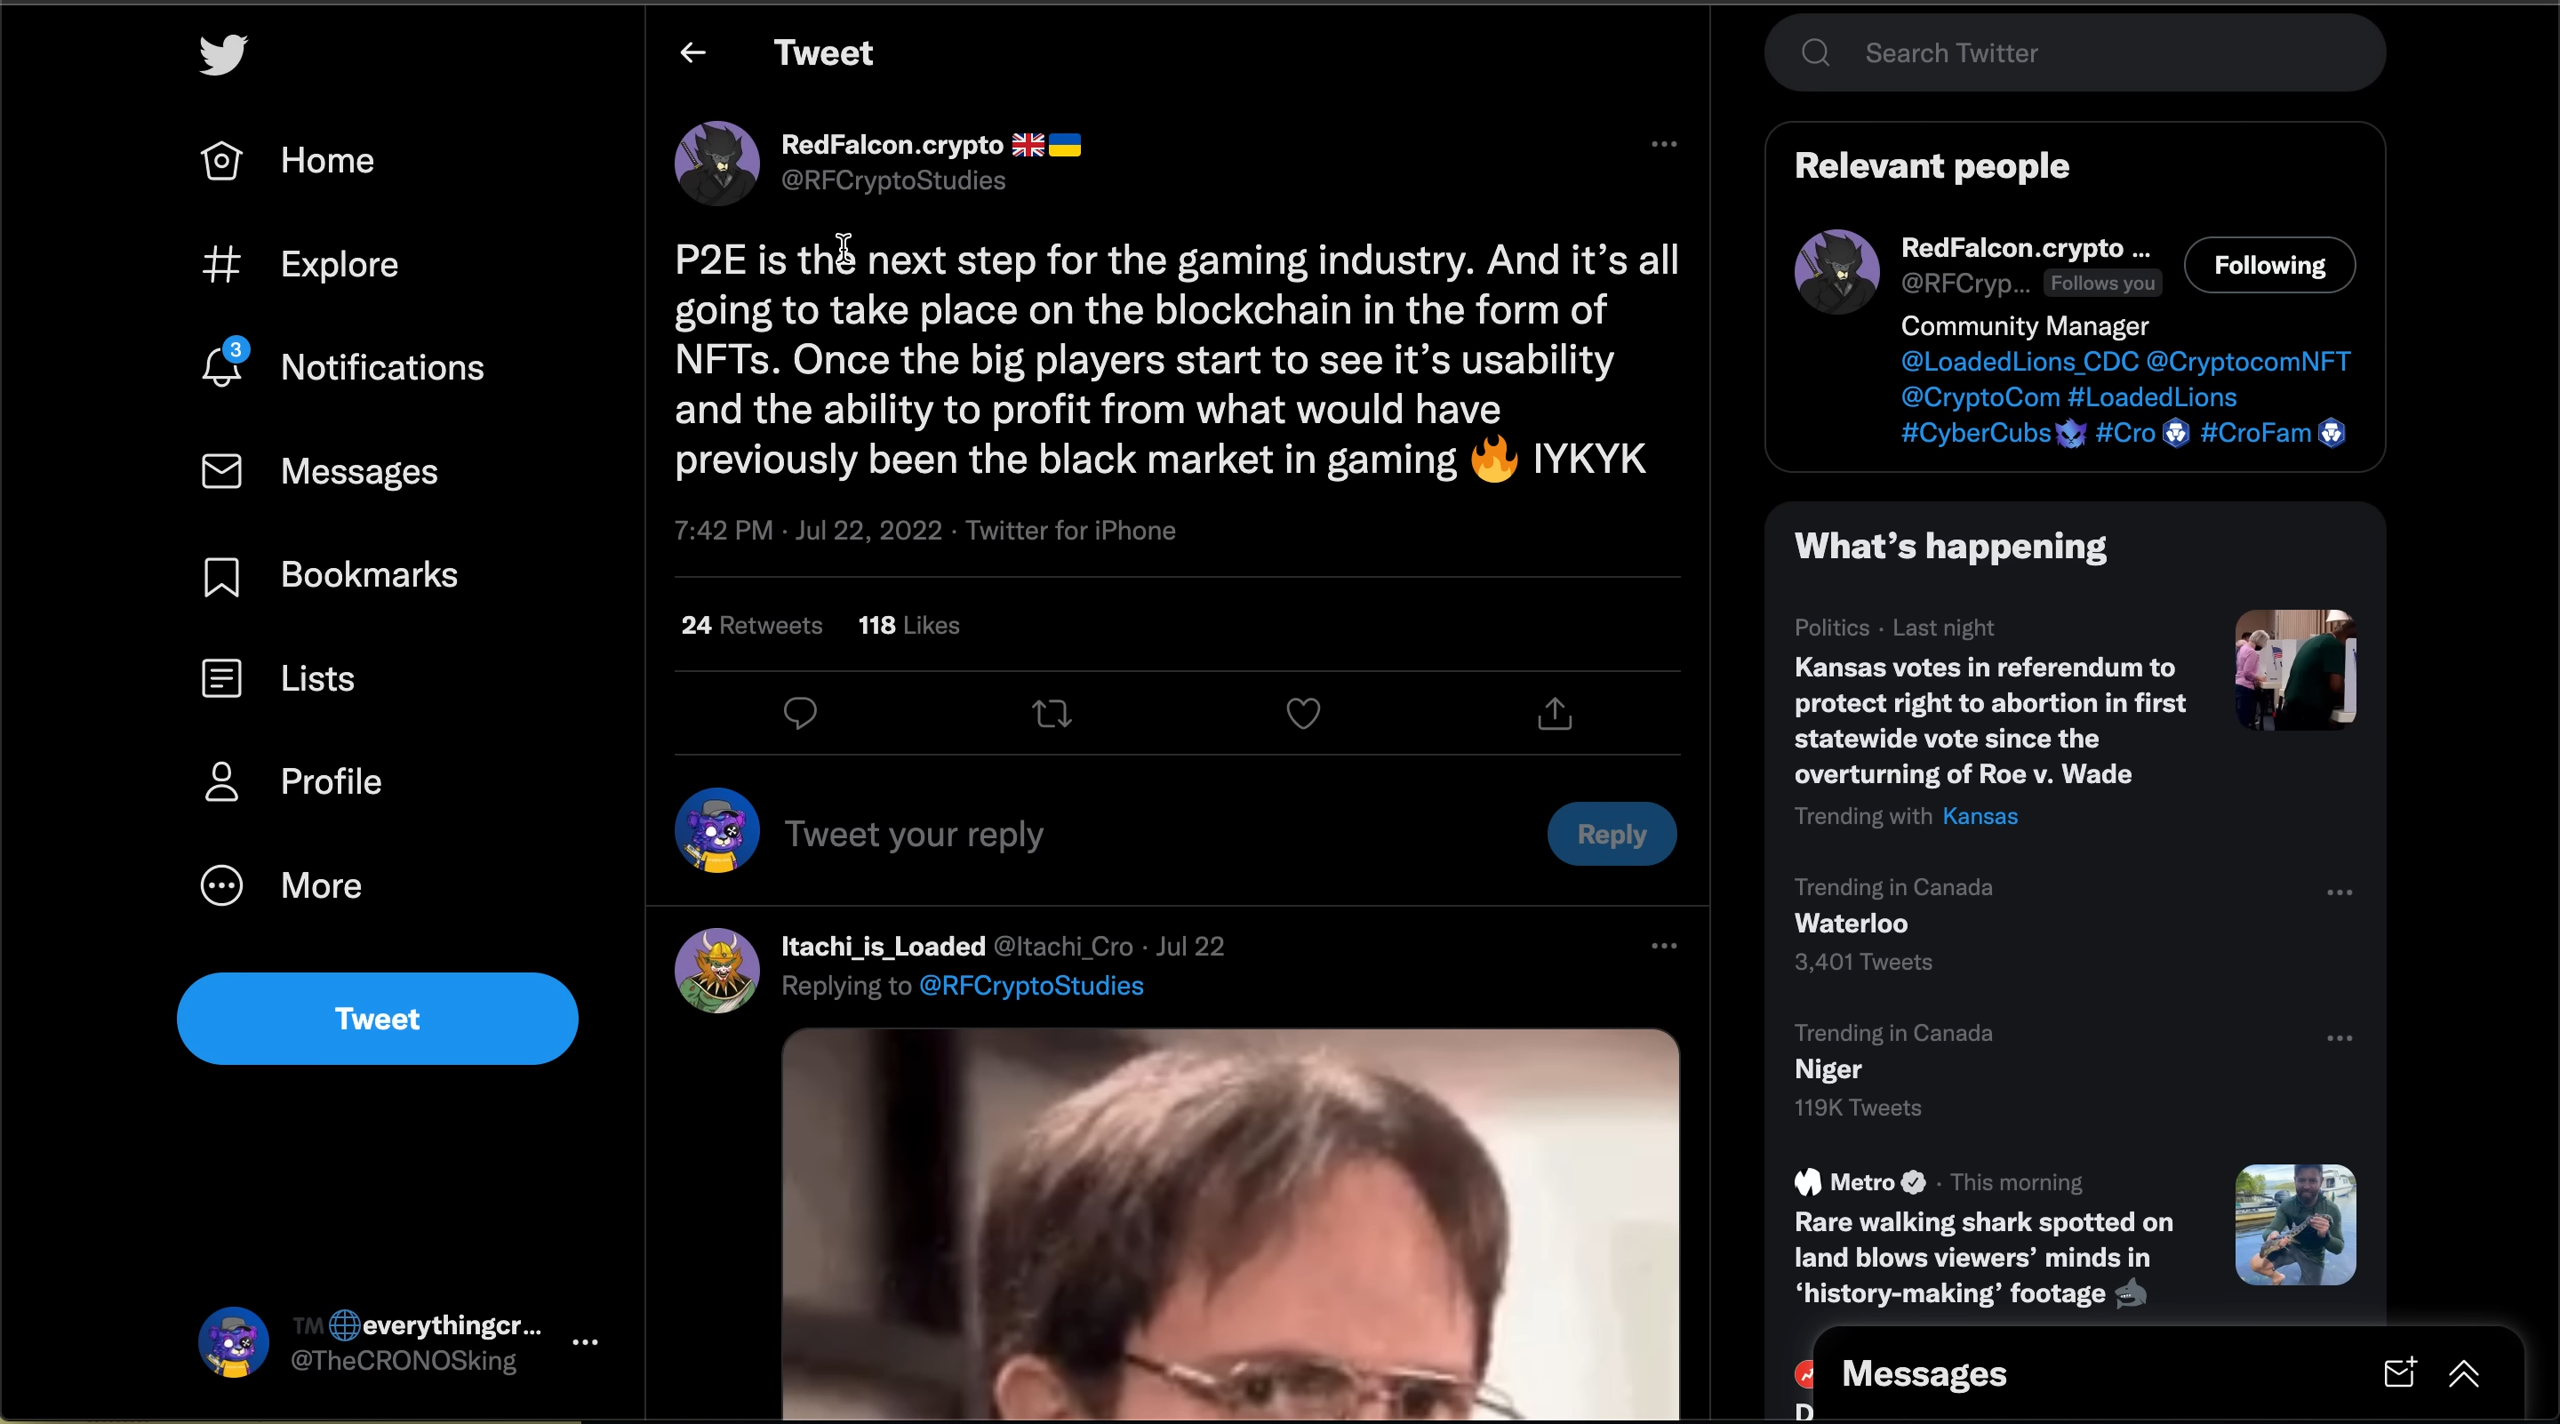 Home
Explore
3
Notifications
Messages
Bookmarks
Lists
Profile
More
Tweet
TM🌐everythingcr...
@TheCRONOSking
Tweet
RedFalcon.crypto 🇬🇧🇺🇦
@RFCryptoStudies
P2E is the next step for the gaming industry. And it’s all
going to take place on the blockchain in the form of
NFTs. Once the big players start to see it’s usability
and the ability to profit from what would have
previously been the black market in gaming 🔥 IYKYK
7:42 PM · Jul 22, 2022 · Twitter for iPhone
24 Retweets 118 Likes
Tweet your reply
Reply
Itachi_is_Loaded @Itachi_Cro · Jul 22
Replying to @RFCryptoStudies
Search Twitter
Relevant people
RedFalcon.crypto ...
Following
@RFCryp... Follows you
Community Manager
@LoadedLions_CDC @CryptocomNFT
@CryptoCom #LoadedLions
#CyberCubs #Cro #CroFam
What’s happening
Politics · Last night
Kansas votes in referendum to
protect right to abortion in first
statewide vote since the
overturning of Roe v. Wade
Trending with Kansas
Trending in Canada
Waterloo
3,401 Tweets
Trending in Canada
Niger
119K Tweets
Metro · This morning
Rare walking shark spotted on
land blows viewers’ minds in
‘history-making’ footage 🦈
Messages